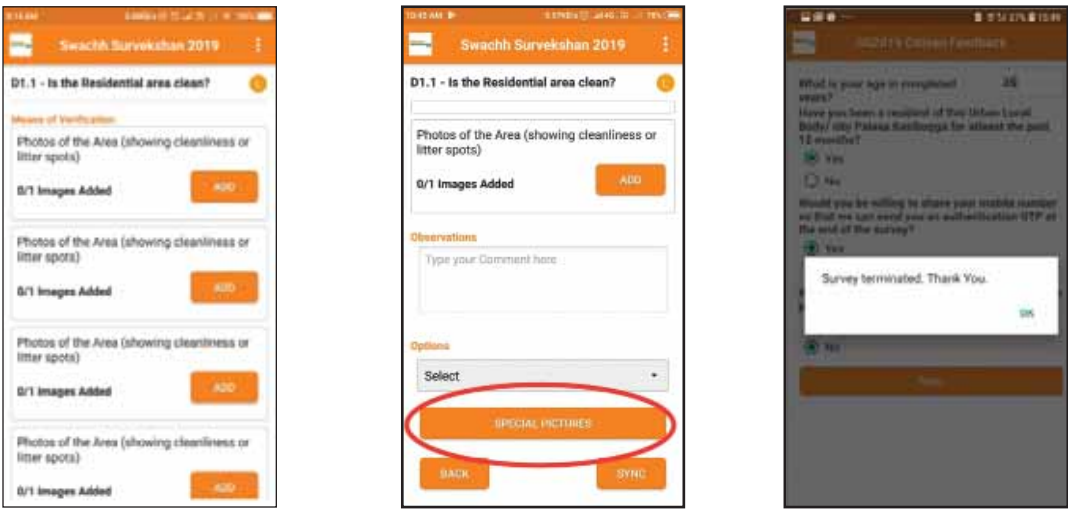 Swachh Survekshan 2019
D1.1 - Is the Residential area clean?
Means of Verification
Photos of the Area (showing cleanliness or
litter spots)
0/1 Images Added
ADD
Photos of the Area (showing cleanliness or
litter spots)
0/1 Images Added
ADD
Photos of the Area (showing cleanliness or
litter spots)
0/1 Images Added
ADD
Photos of the Area (showing cleanliness or
litter spots)
0/1 Images Added
ADD
10:42 AM
Swachh Survekshan 2019
D1.1 - Is the Residential area clean?
Photos of the Area (showing cleanliness or
litter spots)
0/1 Images Added
ADD
Observations
Type your Comment here
Options
Select
SPECIAL PICTURES
BACK
SYNC
SS2019 Citizen Feedback
What is your age in completed
years?
Have you been a resident of this Urban Local
Body/ city Palasa Kasibugga for atleast the past
12 months?
Yes
No
Would you be willing to share your mobile number
so that we can send you an authentication OTP at
the end of the survey?
Yes
Survey terminated. Thank You.
OK
No